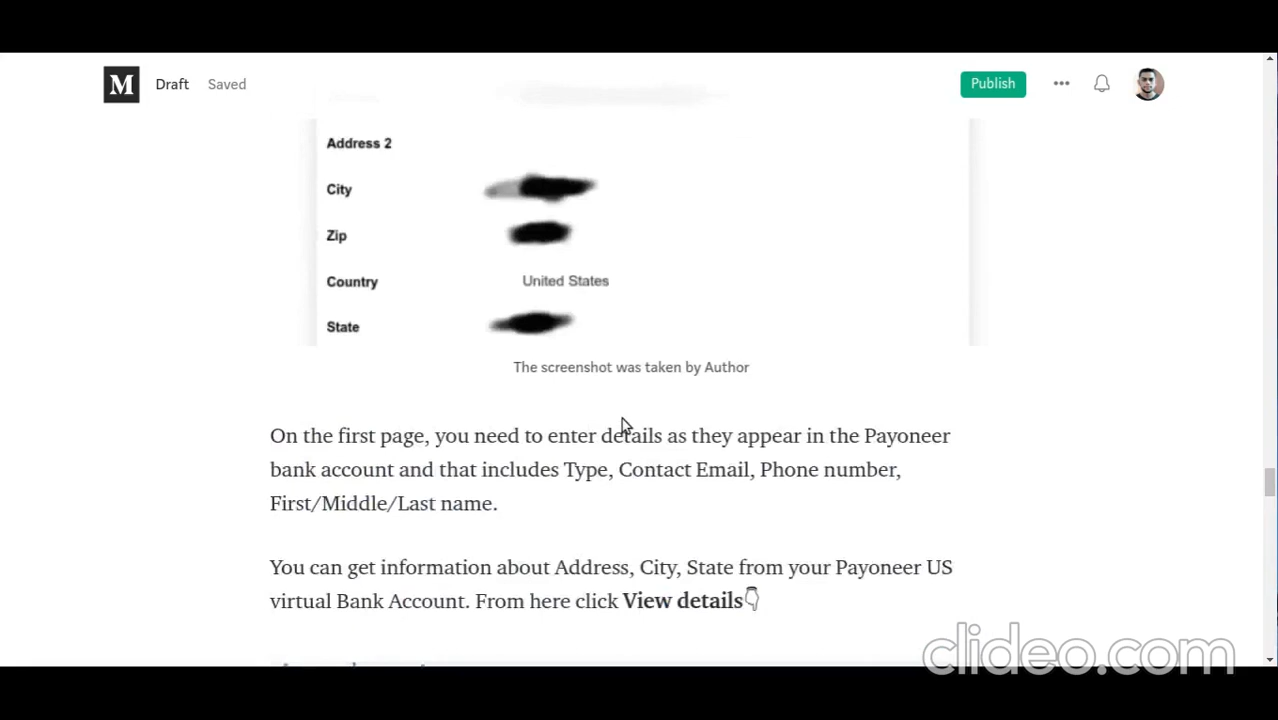 M Draft Saved Publish
Address 2
City
Zip
Country United States
State
The screenshot was taken by Author
On the first page, you need to enter details as they appear in the Payoneer
bank account and that includes Type, Contact Email, Phone number,
First/Middle/Last name.
You can get information about Address, City, State from your Payoneer US
virtual Bank Account. From here click View details👇
clideo.com